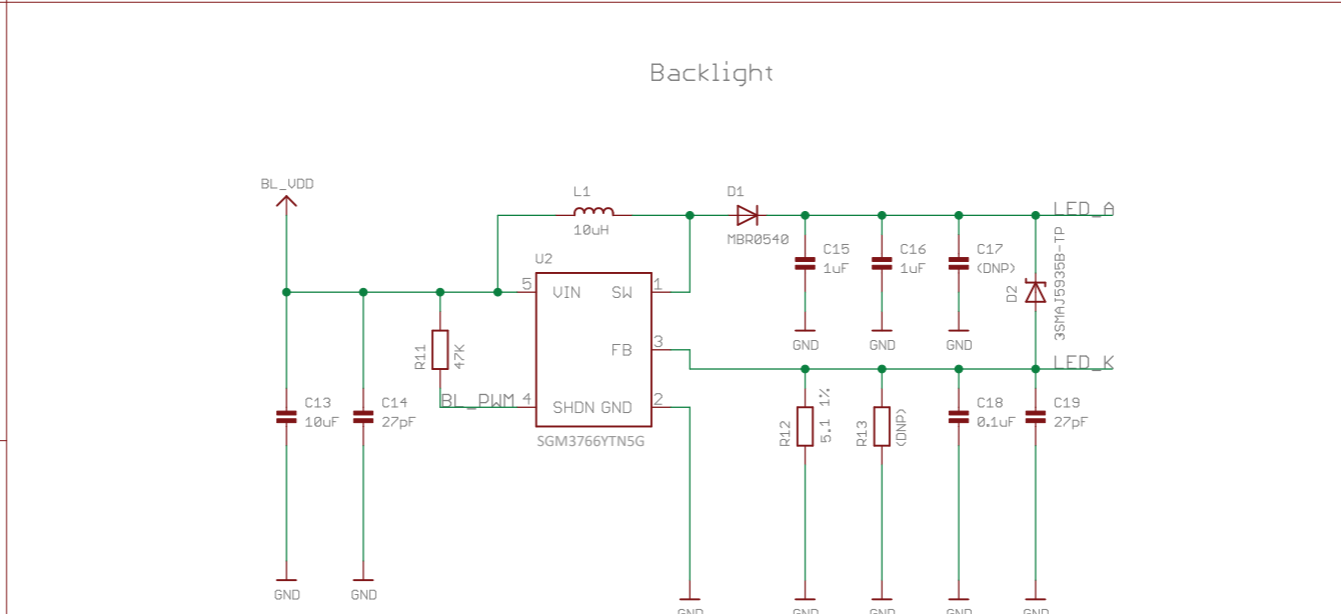 Backlight
BL_VDD
L1
10uH
D1
MBR0540
LED_A
C15
1uF
C16
1uF
C17
(DNP)
D2
3SMAJ5935B-TP
GND
GND
GND
U2
5
VIN
SW
1
FB
3
4
SHDN
GND
2
SGM3766YTN5G
R11
47K
BL_PWM
LED_K
C13
10uF
C14
27pF
R12
5.1 1%
R13
(DNP)
C18
0.1uF
C19
27pF
GND
GND
GND
GND
GND
GND
GND